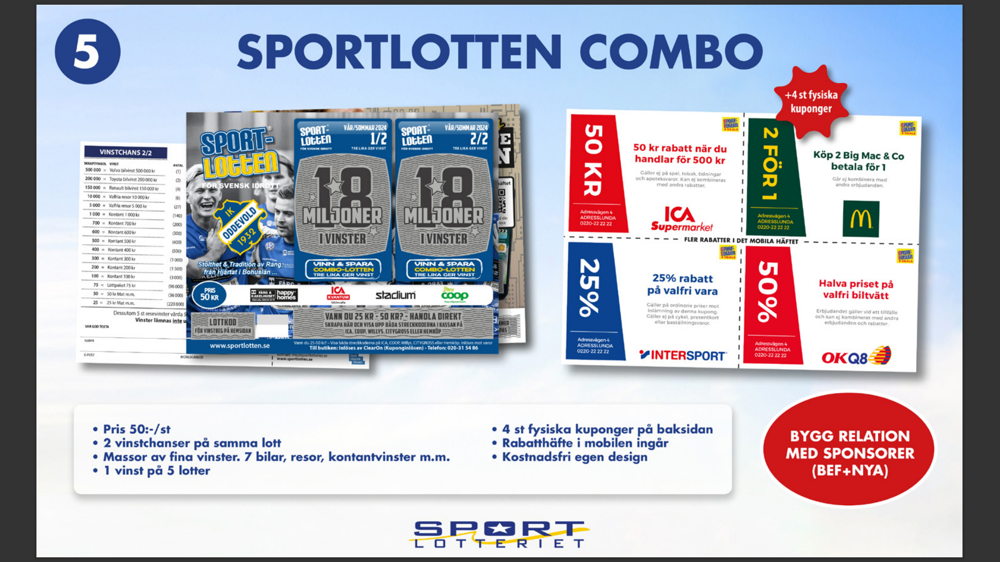 5
SPORTLOTTEN COMBO
+4 st fysiska
kuponger
VINSTCHANS 2/2
SKRAPSYMBOL VINST ANTAL
500 000 = Volvo bilvinst 500 000 kr (1)
200 000 = Toyota bilvinst 200 000 kr (2)
150 000 = Renault bilvinst 150 000 kr (4)
10 000 = Valfria resor 10 000 kr (6)
5 000 = Valfria resor 5 000 kr (27)
1 000 = Kontant 1 000 kr (140)
700 = Kontant 700 kr (200)
600 = Kontant 600 kr (300)
500 = Kontant 500 kr (400)
400 = Kontant 400 kr (500)
300 = Kontant 300 kr (1 000)
200 = Kontant 200 kr (1 500)
100 = Kontant 100 kr (3 000)
75 = Lottpaket 75 kr (96 000)
50 = 50 kr Mat m.m. (36 000)
25 = 25 kr Mat m.m. (220 800)
Dessutom 5 st resevinster värda 5
Vinster lämnas inte u
VAR GOD TEXTA
NAMN
E-POST
MOBILNUMMER
www.sportlotten.se
SPORT-
LOTTEN
FÖR SVENSK IDROTT
IK
ODDEVOLD
1932
Stolthet & Tradition av Rang,
från Hjärtat i Bohuslän ...
SPORT-
LOTTEN
FÖR SVENSK IDROTT
VÅR/SOMMAR 2024
1/2
TRE LIKA GER VINST
18
MILJONER
I VINSTER
VINN & SPARA
COMBO-LOTTEN
TRE LIKA GER VINST
SPORT-
LOTTEN
FÖR SVENSK IDROTT
VÅR/SOMMAR 2024
2/2
TRE LIKA GER VINST
18
MILJONER
I VINSTER
VINN & SPARA
COMBO-LOTTEN
TRE LIKA GER VINST
PRIS
50 KR
FÄRG &
KAKELHUSET
happy
homes
ICA
KVANTUM
Uddevalla
stadium
Stora
coop
LOTTKOD
FÖR VINSTREG PÅ HEMSIDAN
VANN DU 25 KR - 50 KR? - HANDLA DIREKT
SKRAPA HÄR OCH VISA UPP BÅDA STRECKKODERNA I KASSAN PÅ
ICA, COOP, WILLYS, CITYGROSS ELLER HEMKÖP
www.sportlotten.se
Vann du 25-50 kr? – Visa båda streckkoderna på ICA, COOP, Willys, CITYGROSS eller Hemköp. Inlöses mot varor
Till butiken: Inlöses av ClearOn (Kuponginlösen) - Telefon: 020-31 54 86
50 KR
Adressvägen 4
ADRESSLUNDA
0220-22 22 22
SPORT-
LOTTEN
DEALS
50 kr rabatt när du
handlar för 500 kr
Gäller ej på spel, tobak, tidningar
och apoteksvaror. Kan ej kombineras
med andra rabatter.
ICA
Supermarket
2 FÖR 1
Adressvägen 4
ADRESSLUNDA
0220-22 22 22
SPORT-
LOTTEN
DEALS
Köp 2 Big Mac & Co
betala för 1
Går ej kombinera med
andra erbjudanden.
FLER RABATTER I DET MOBILA HÄFTET
25%
Adressvägen 4
ADRESSLUNDA
0220-22 22 22
SPORT-
LOTTEN
DEALS
25% rabatt
på valfri vara
Gäller på ordinarie priser mot
inlämning av denna kupong.
Gäller ej på cykel, presentkort
eller beställningsvaror.
INTERSPORT
50%
Adressvägen 4
ADRESSLUNDA
0220-22 22 22
SPORT-
LOTTEN
DEALS
Halva priset på
valfri biltvätt
Erbjudandet gäller vid ett tillfälle
och kan ej kombineras med andra
erbjudanden och rabatter.
OKQ8
• Pris 50:-/st
• 2 vinstchanser på samma lott
• Massor av fina vinster. 7 bilar, resor, kontantvinster m.m.
• 1 vinst på 5 lotter
• 4 st fysiska kuponger på baksidan
• Rabatthäfte i mobilen ingår
• Kostnadsfri egen design
BYGG RELATION
MED SPONSORER
(BEF+NYA)
SPORT
LOTTERIET